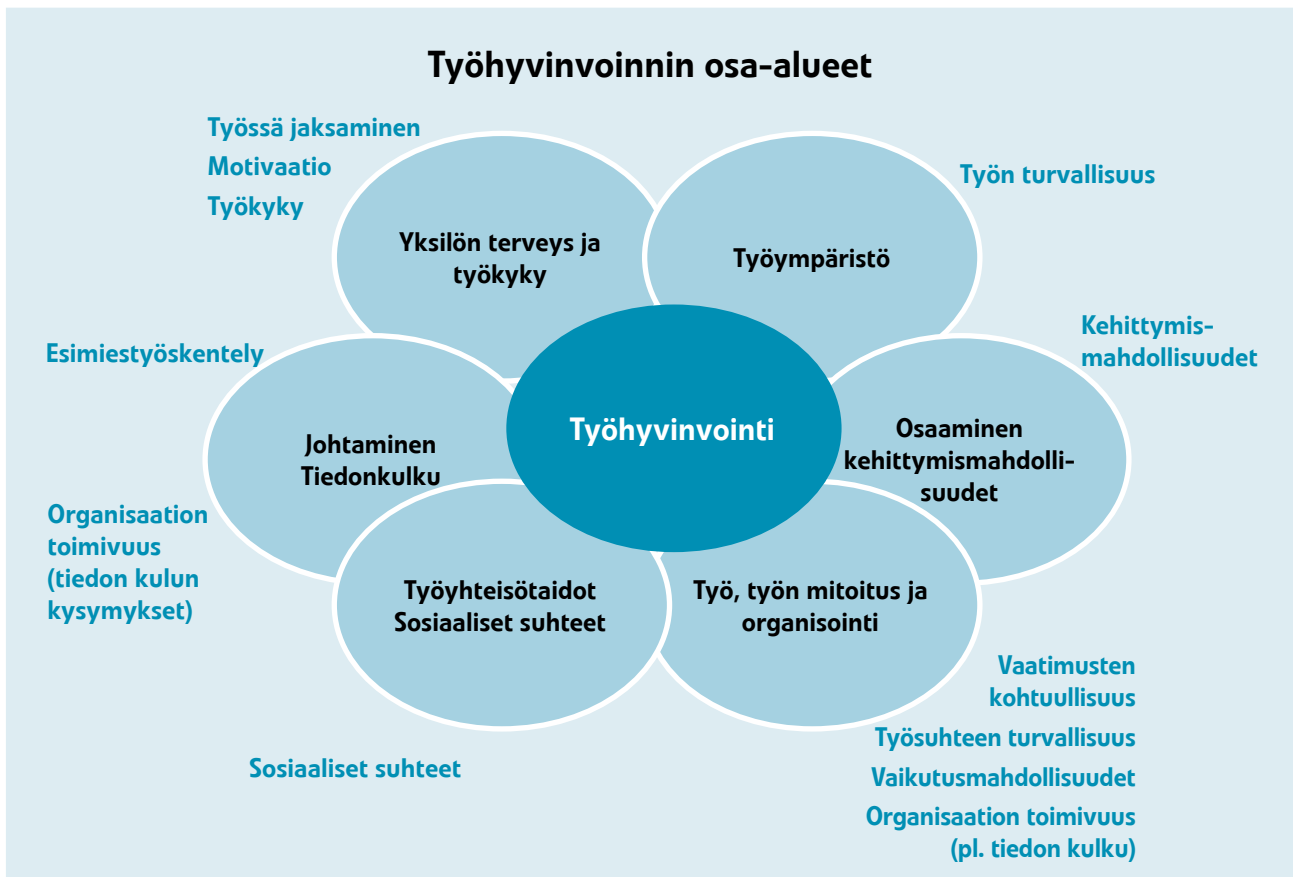 Työhyvinvoinnin osa-alueet
Työssä jaksaminen
Motivaatio
Työkyky
Työn turvallisuus
Yksilön terveys ja
työkyky
Työympäristö
Esimiestyöskentely
Kehittymis-
mahdollisuudet
Johtaminen
Tiedonkulku
Työhyvinvointi
Osaaminen
kehittymismahdolli-
suudet
Organisaation
toimivuus
(tiedon kulun
kysymykset)
Työyhteisötaidot
Sosiaaliset suhteet
Työ, työn mitoitus ja
organisointi
Sosiaaliset suhteet
Vaatimusten
kohtuullisuus
Työsuhteen turvallisuus
Vaikutusmahdollisuudet
Organisaation toimivuus
(pl. tiedon kulku)